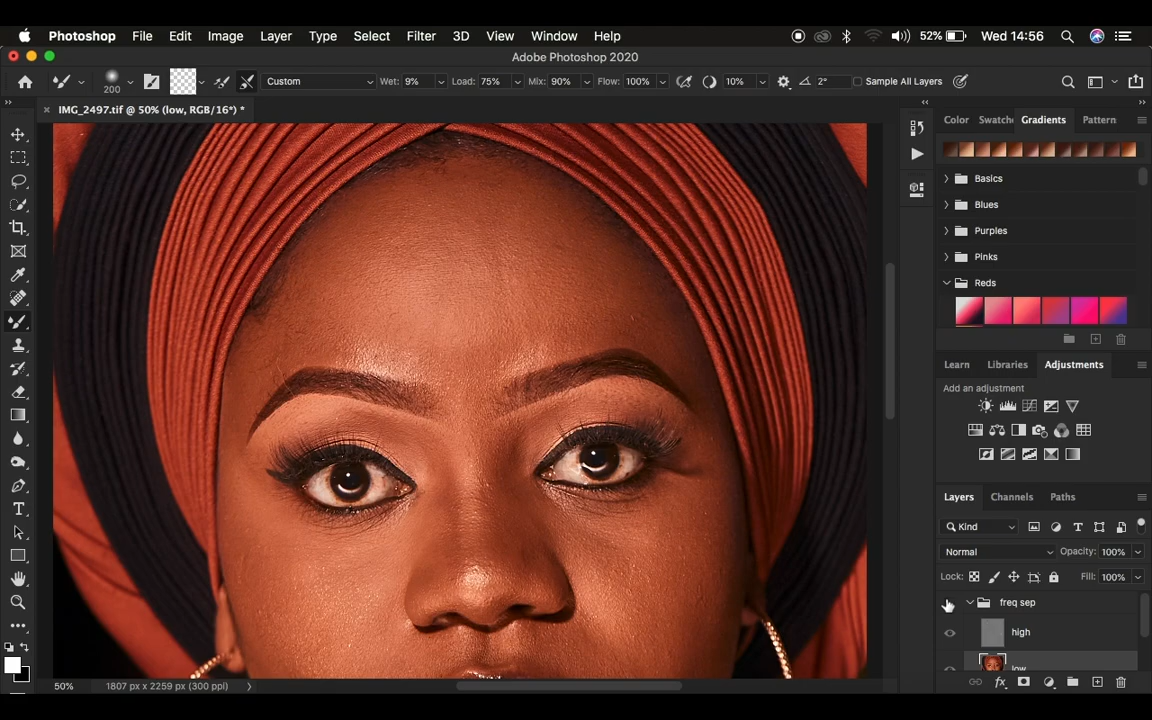 Photoshop File Edit Image Layer Type Select Filter 3D View Window Help 52% Wed 14:56
Adobe Photoshop 2020
200 Custom Wet: 9% Load: 75% Mix: 90% Flow: 100% 10% 2° Sample All Layers
IMG_2497.tif @ 50% (low, RGB/16*) *
Color Swatche Gradients Pattern
Basics
Blues
Purples
Pinks
Reds
Learn Libraries Adjustments
Add an adjustment
Layers Channels Paths
Kind
Normal Opacity: 100%
Lock: Fill: 100%
freq sep
high
low
50% 1807 px x 2259 px (300 ppi)